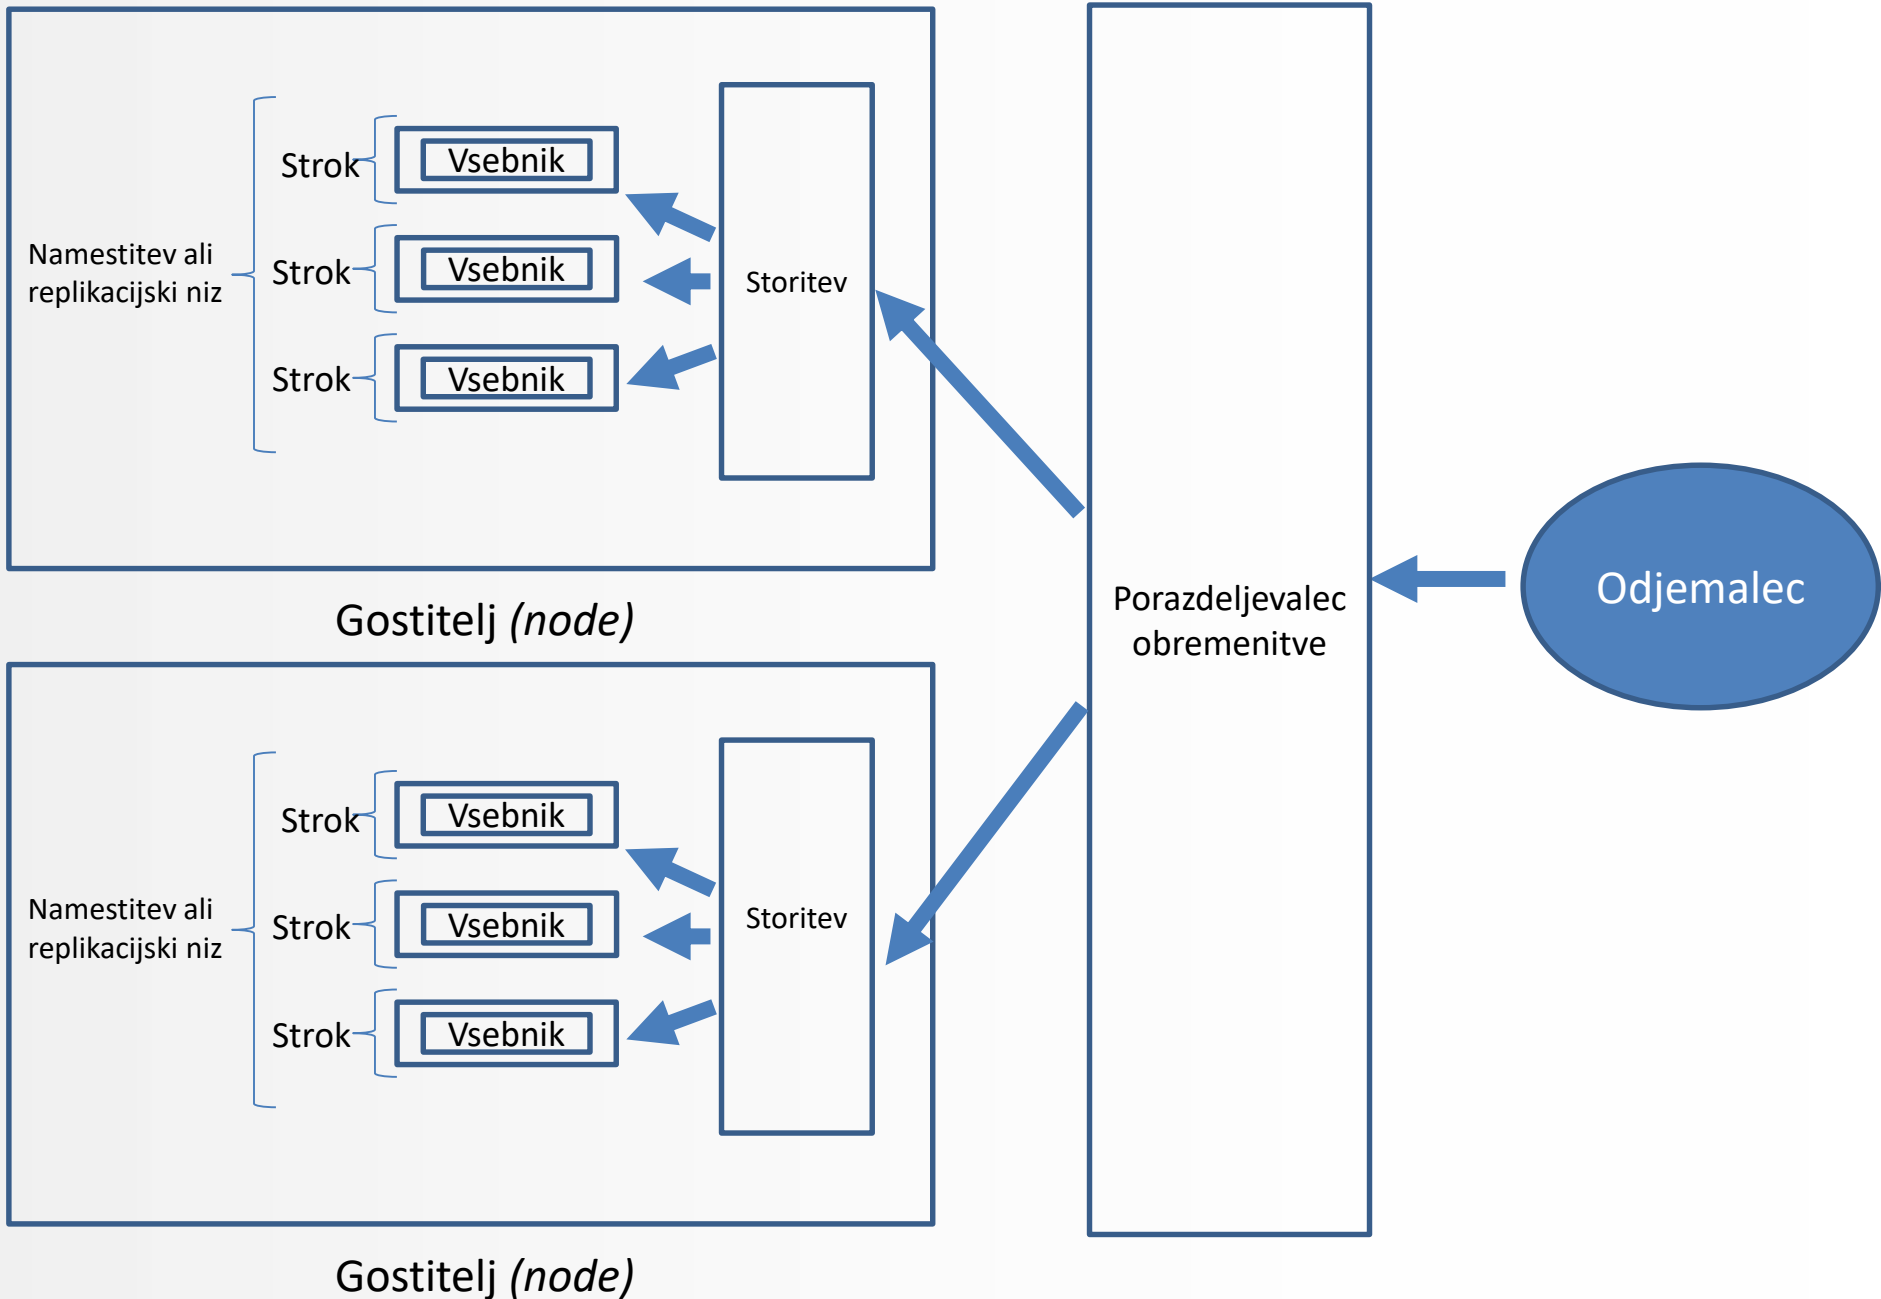 Strok
Vsebnik
Namestitev ali
replikacijski niz
Strok
Vsebnik
Storitev
Strok
Vsebnik
Gostitelj (node)
Porazdeljevalec
obremenitve
Odjemalec
Strok
Vsebnik
Namestitev ali
replikacijski niz
Strok
Vsebnik
Storitev
Strok
Vsebnik
Gostitelj (node)